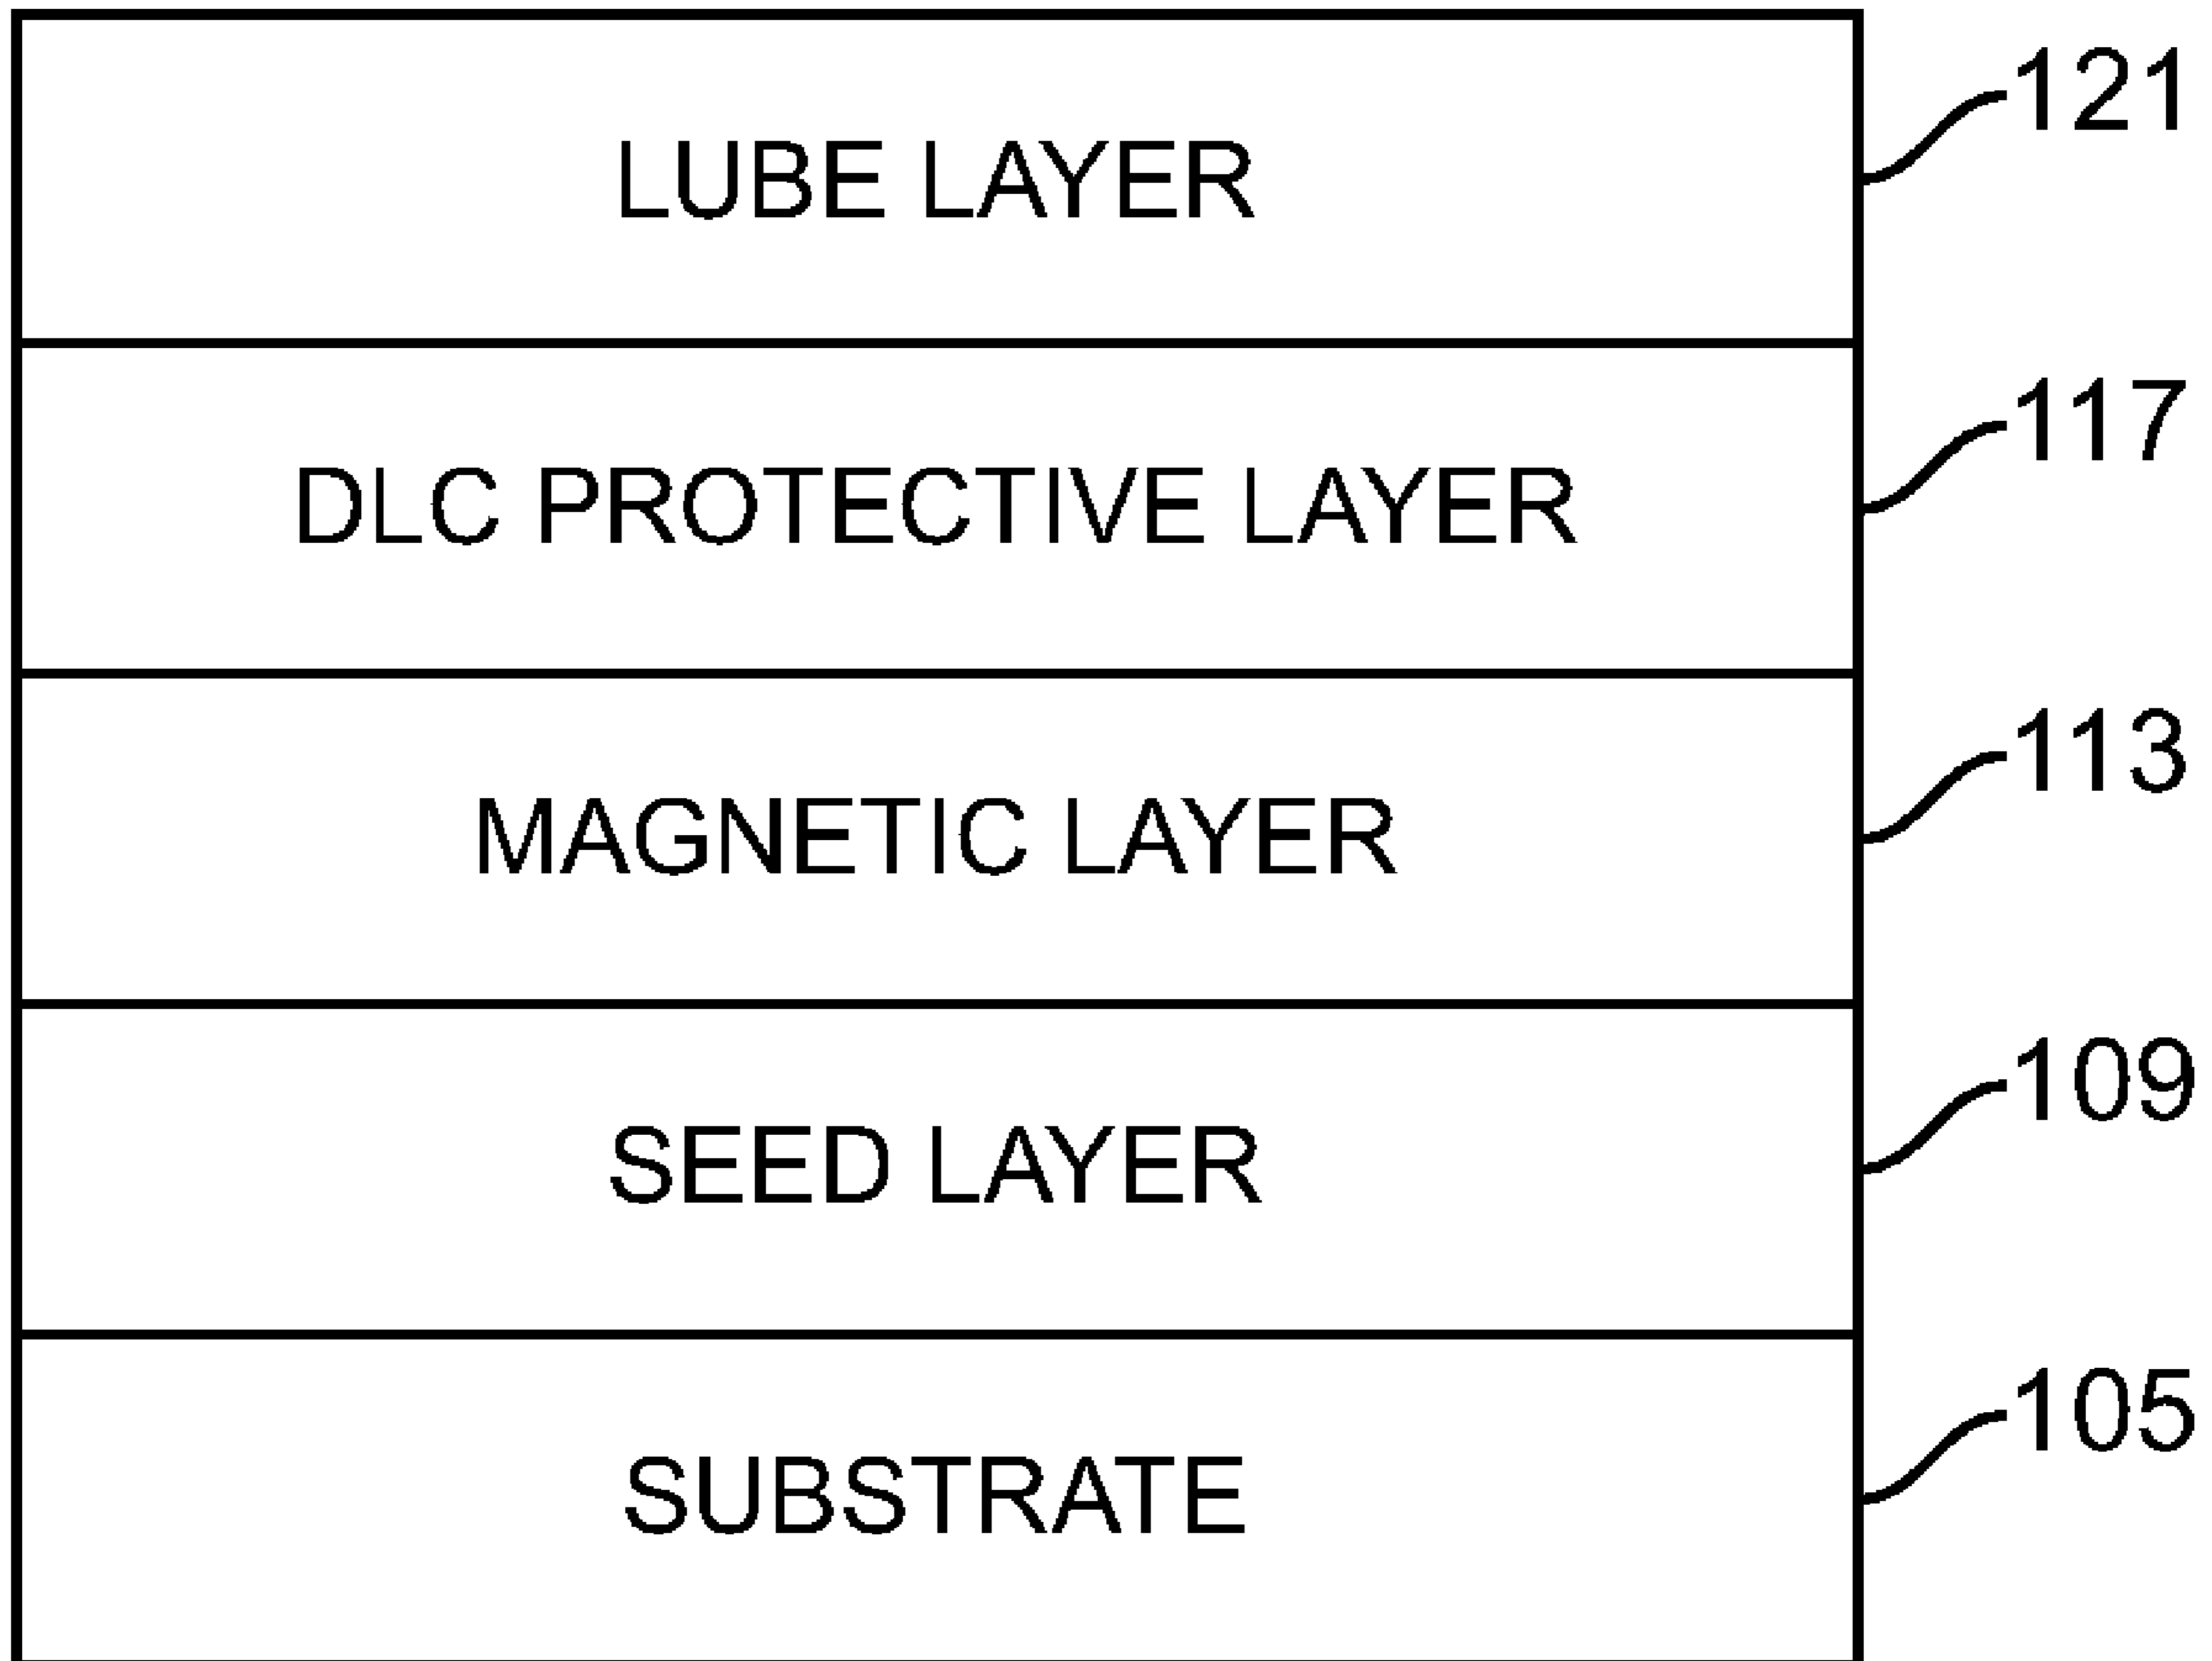 LUBE LAYER
121
DLC PROTECTIVE LAYER
117
MAGNETIC LAYER
113
SEED LAYER
109
SUBSTRATE
105